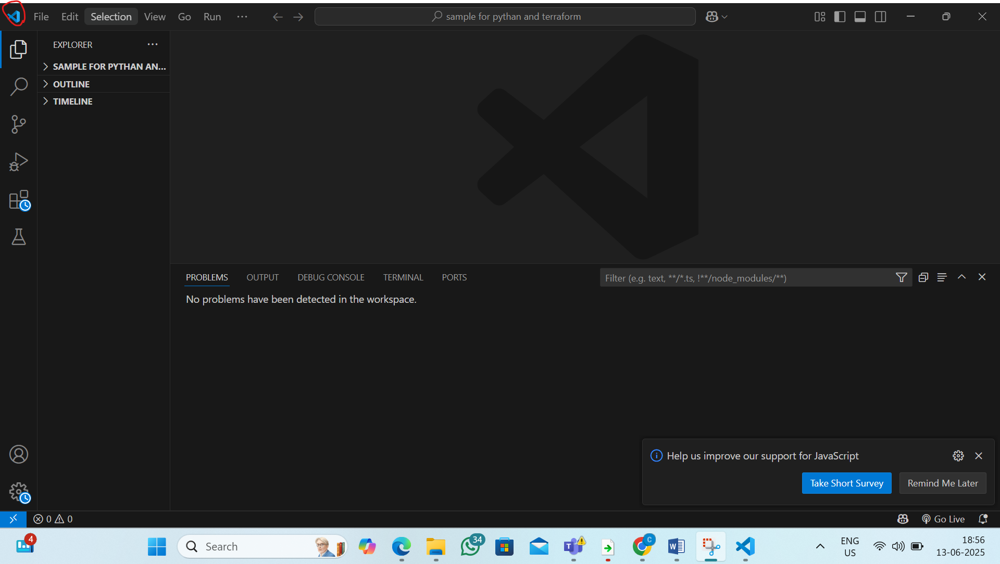 File Edit Selection View Go Run ··· sample for pythan and terraform
EXPLORER ···
SAMPLE FOR PYTHAN AN...
OUTLINE
TIMELINE
PROBLEMS OUTPUT DEBUG CONSOLE TERMINAL PORTS Filter (e.g. text, **/*.ts, !**/node_modules/**)
No problems have been detected in the workspace.
Help us improve our support for JavaScript
Take Short Survey Remind Me Later
0 0 Go Live
4 Search 34 T C W ENG 18:56
US 13-06-2025